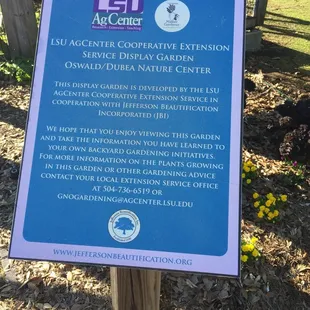 LSU
AgCenter
LSU AgCenter Cooperative Extension
Service Display Garden
Oswald/Dubea Nature Center
This display garden is developed by the LSU
AgCenter Cooperative Extension Service in
cooperation with Jefferson Beautification
Incorporated (JBI)
We hope that you enjoy viewing this garden
and take the information you have learned to
your own backyard gardening initiatives.
For more information on the plants growing
in this garden or other gardening advice
contact your local extension service office
at 504-736-6519 or
gnogardening@agcenter.lsu.edu
www.jeffersonbeautification.org